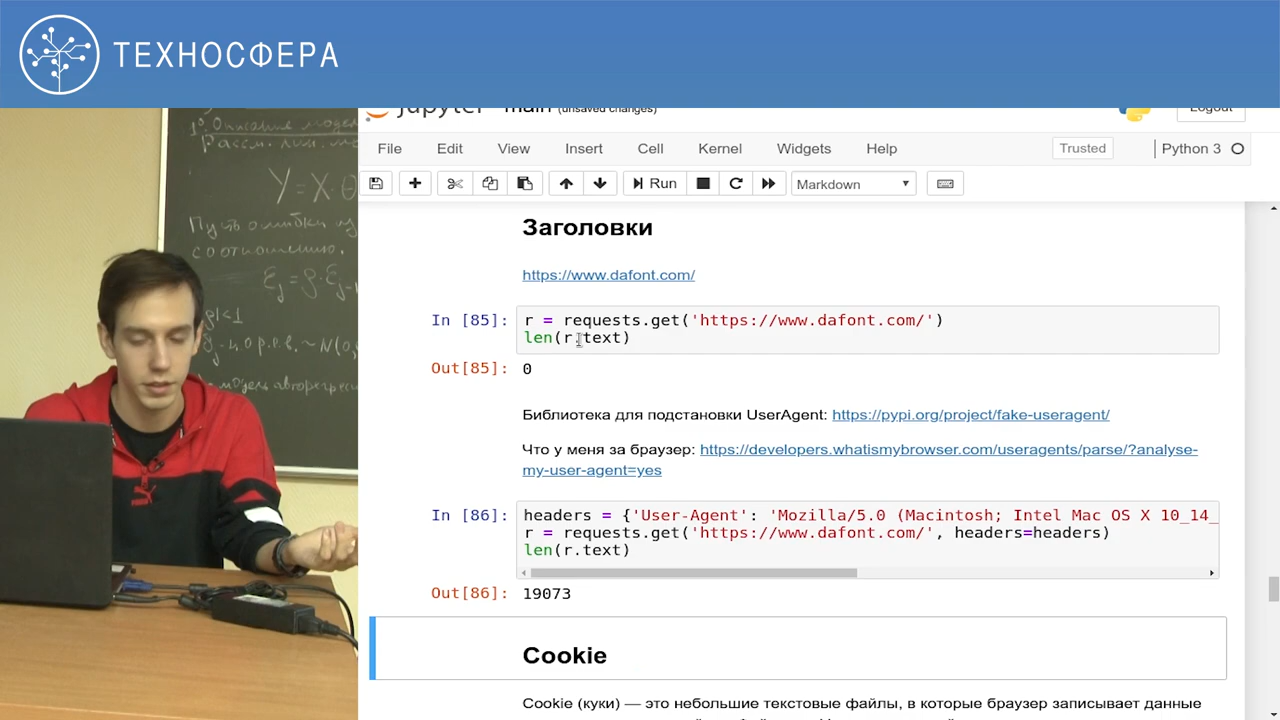 ТЕХНОСФЕРА
jupyter main (unsaved changes)
Logout
File Edit View Insert Cell Kernel Widgets Help Trusted Python 3
Run Markdown
1° Описание
Y = X · Θ
Пусть ошибки
соотношению.
Заголовки
https://www.dafont.com/
In [85]: r = requests.get('https://www.dafont.com/')
len(r.text)
Out[85]: 0
Библиотека для подстановки UserAgent: https://pypi.org/project/fake-useragent/
Что у меня за браузер: https://developers.whatismybrowser.com/useragents/parse/?analyse-
my-user-agent=yes
In [86]: headers = {'User-Agent': 'Mozilla/5.0 (Macintosh; Intel Mac OS X 10_14_
r = requests.get('https://www.dafont.com/', headers=headers)
len(r.text)
Out[86]: 19073
Cookie
Cookie (куки) — это небольшие текстовые файлы, в которые браузер записывает данные